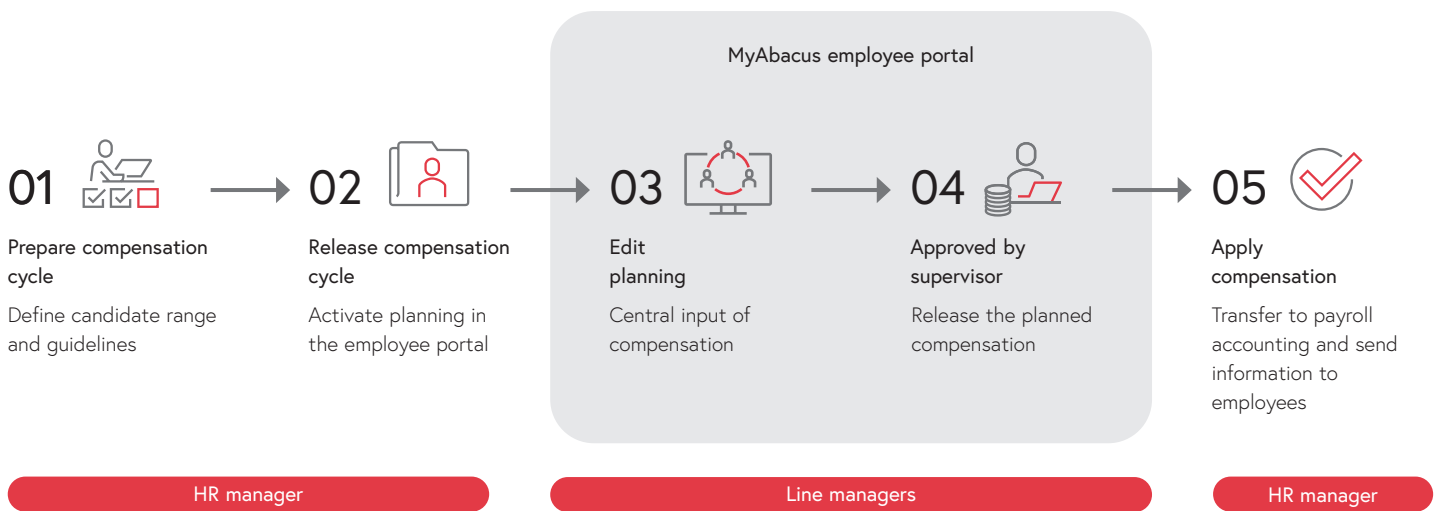 MyAbacus employee portal
01
Prepare compensation
cycle
Define candidate range
and guidelines
02
Release compensation
cycle
Activate planning in
the employee portal
03
Edit
planning
Central input of
compensation
04
Approved by
supervisor
Release the planned
compensation
05
Apply
compensation
Transfer to payroll
accounting and send
information to
employees
HR manager
Line managers
HR manager